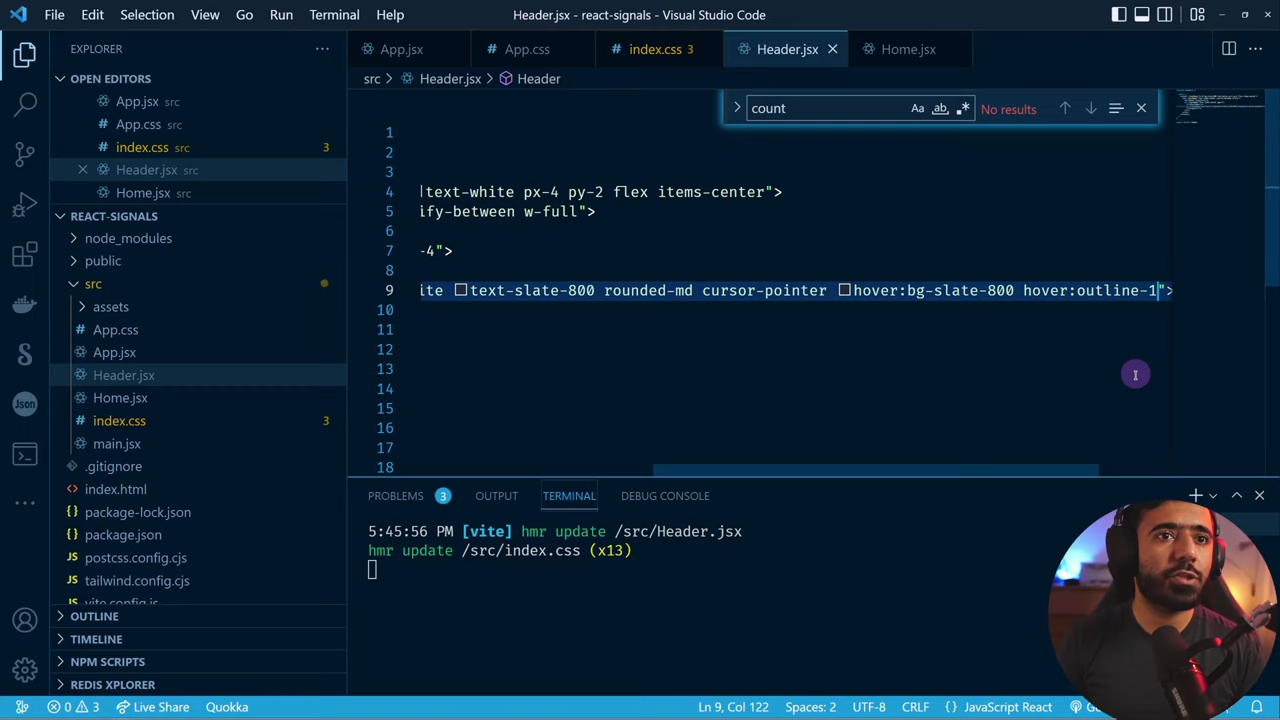 File Edit Selection View Go Run Terminal Help Header.jsx - react-signals - Visual Studio Code
EXPLORER
App.jsx App.css index.css 3 Header.jsx Home.jsx
OPEN EDITORS
App.jsx src
App.css src
index.css src 3
Header.jsx src
Home.jsx src
REACT-SIGNALS
node_modules
public
src
assets
App.css
App.jsx
Header.jsx
Home.jsx
index.css 3
main.jsx
.gitignore
index.html
package-lock.json
package.json
postcss.config.cjs
tailwind.config.cjs
vite.config.js
OUTLINE
TIMELINE
NPM SCRIPTS
REDIS XPLORER
Json
src > Header.jsx > Header
count Aa ab No results
1
2
3
4 text-white px-4 py-2 flex items-center">
5 ify-between w-full">
6
7 -4">
8
9 ite text-slate-800 rounded-md cursor-pointer hover:bg-slate-800 hover:outline-1">
10
11
12
13
14
15
16
17
18
PROBLEMS 3 OUTPUT TERMINAL DEBUG CONSOLE
5:45:56 PM [vite] hmr update /src/Header.jsx
hmr update /src/index.css (x13)
0 3 Live Share Quokka Ln 9, Col 122 Spaces: 2 UTF-8 CRLF {} JavaScript React